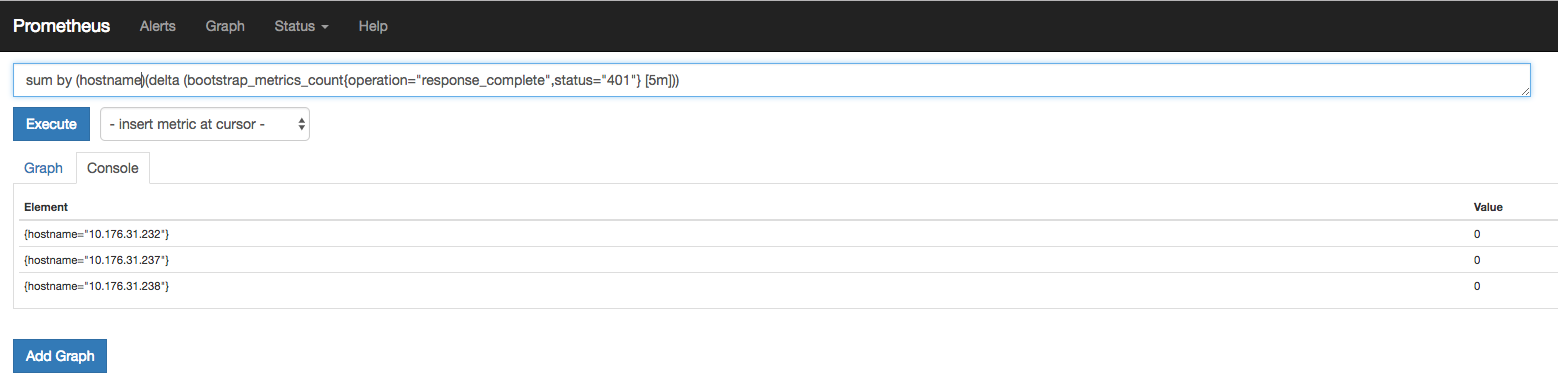 Prometheus Alerts Graph Status Help
sum by (hostname)(delta (bootstrap_metrics_count{operation="response_complete",status="401"} [5m]))
Execute - insert metric at cursor -
Graph Console
Element Value
{hostname="10.176.31.232"} 0
{hostname="10.176.31.237"} 0
{hostname="10.176.31.238"} 0
Add Graph